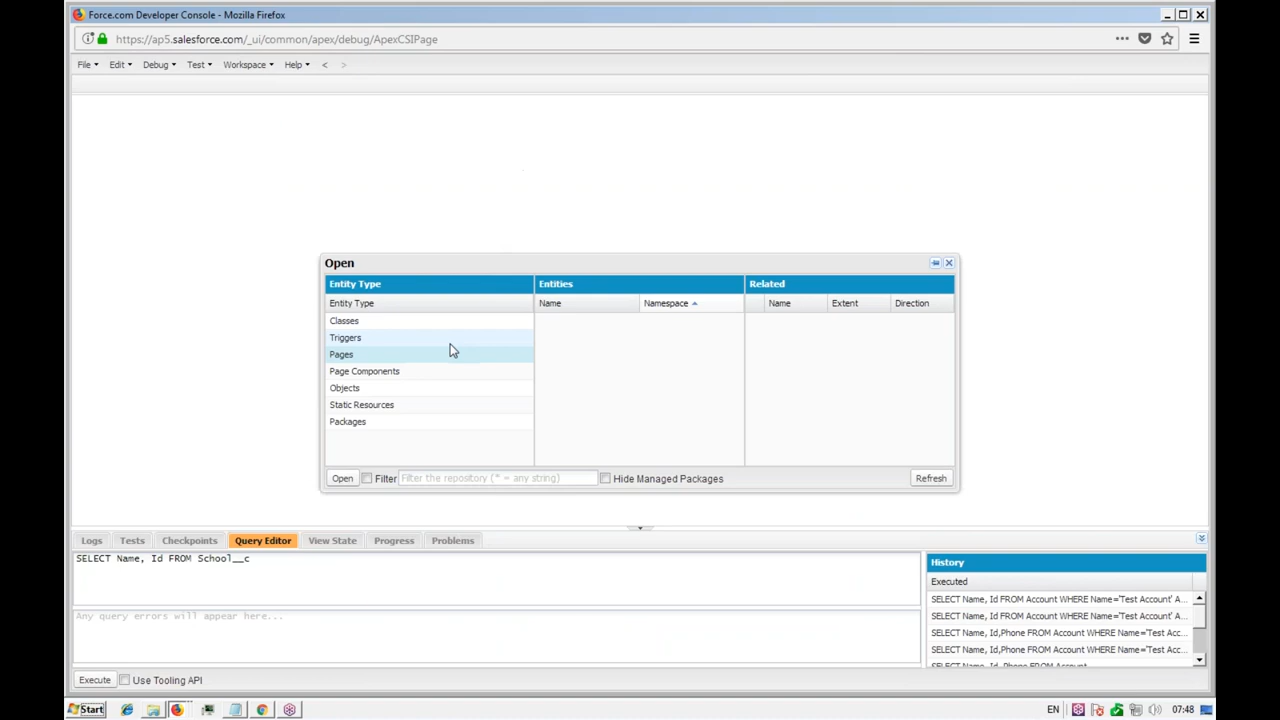 Force.com Developer Console - Mozilla Firefox
https://ap5.salesforce.com/_ui/common/apex/debug/ApexCSIPage
File Edit Debug Test Workspace Help < >
Open
Entity Type Entities Related
Entity Type Name Namespace Name Extent Direction
Classes
Triggers
Pages
Page Components
Objects
Static Resources
Packages
Open Filter Filter the repository (* = any string) Hide Managed Packages Refresh
Logs Tests Checkpoints Query Editor View State Progress Problems
SELECT Name, Id FROM School__c
Any query errors will appear here...
History
Executed
SELECT Name, Id FROM Account WHERE Name='Test Account' A...
SELECT Name, Id FROM Account WHERE Name='Test Account' A...
SELECT Name, Id,Phone FROM Account WHERE Name='Test Acc...
SELECT Name, Id,Phone FROM Account WHERE Name='Test Acc...
SELECT Name, Id, Phone FROM Account
Execute Use Tooling API
Start EN 07:48